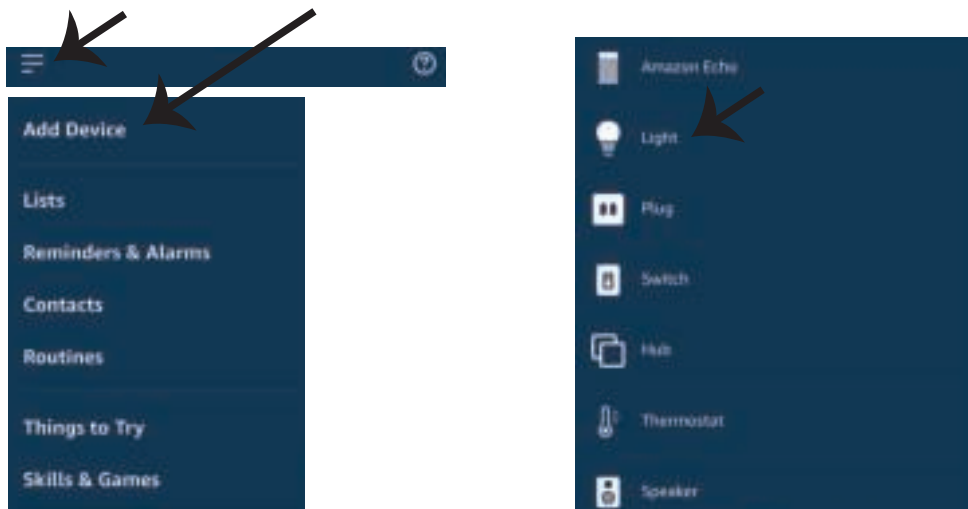 Add Device
Lists
Reminders & Alarms
Contacts
Routines
Things to Try
Skills & Games
Amazon Echo
Light
Plug
Switch
Hub
Thermostat
Speaker